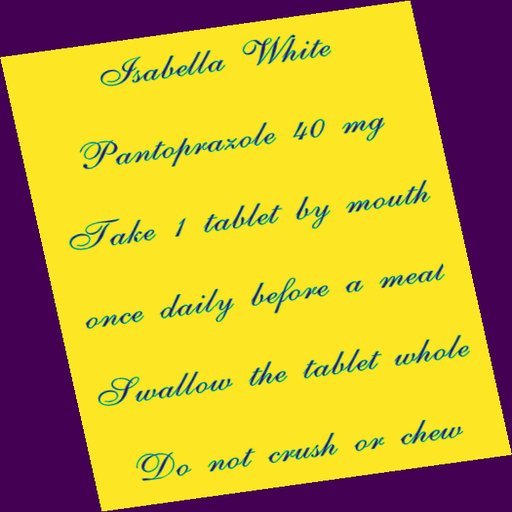 Isabella White
Pantoprazole 40 mg
Take 1 tablet by mouth
once daily before a meal
Swallow the tablet whole
Do not crush or chew